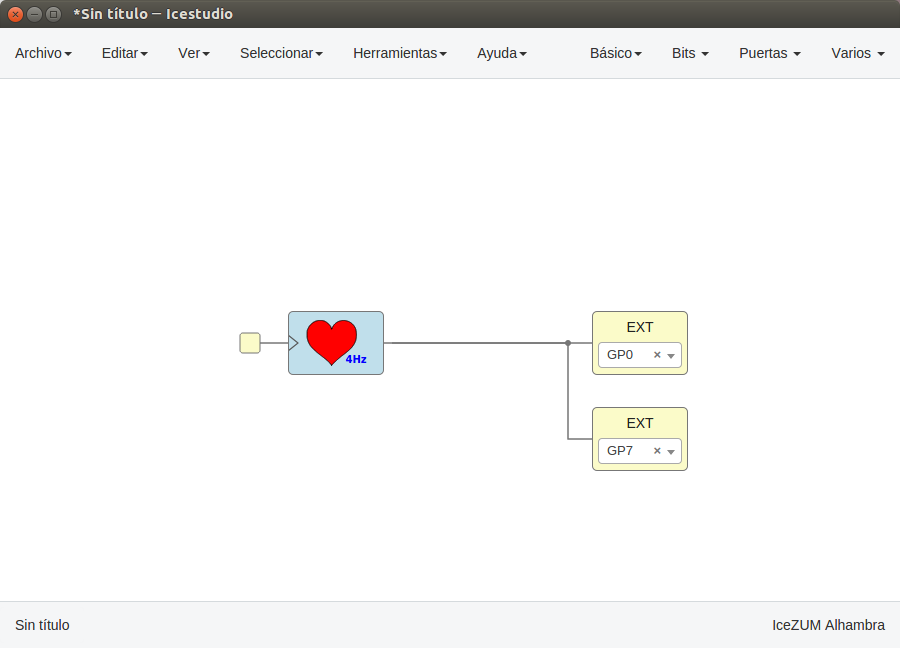 *Sin título — Icestudio
Archivo Editar Ver Seleccionar Herramientas Ayuda Básico Bits Puertas Varios
4Hz
EXT
GP0 ×
EXT
GP7 ×
Sin título IceZUM Alhambra